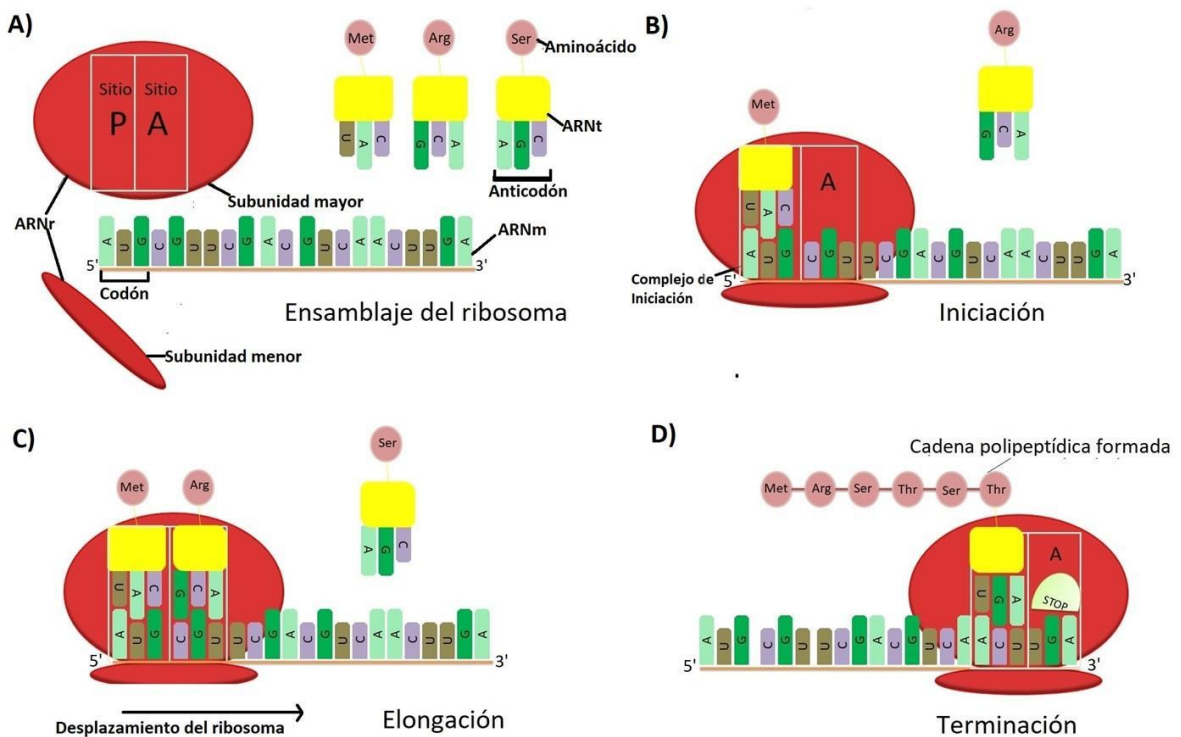 A)
Sitio Sitio
P A
Met Arg Ser Aminoácido
ARNt
U A C G C A A G C
Anticodón
Subunidad mayor
ARNr
ARNm
A U G C G U U C G A C G U C A A C U U G A
5' 3'
Codón
Ensamblaje del ribosoma
Subunidad menor
B)
Arg
G C A
Met
A
U A C
A U G C G U U C G A C G U C A A C U U G A
Complejo de
Iniciación
5' 3'
Iniciación
C)
Ser
A G C
Met Arg
U A C G C A
A U G C G U U C G A C G U C A A C U U G A
5' 3'
Desplazamiento del ribosoma
Elongación
D)
Cadena polipeptídica formada
Met Arg Ser Thr Ser Thr
A
STOP
U G A
A U G C G U U C G A C G U C A A C U U G A
5' 3'
Terminación